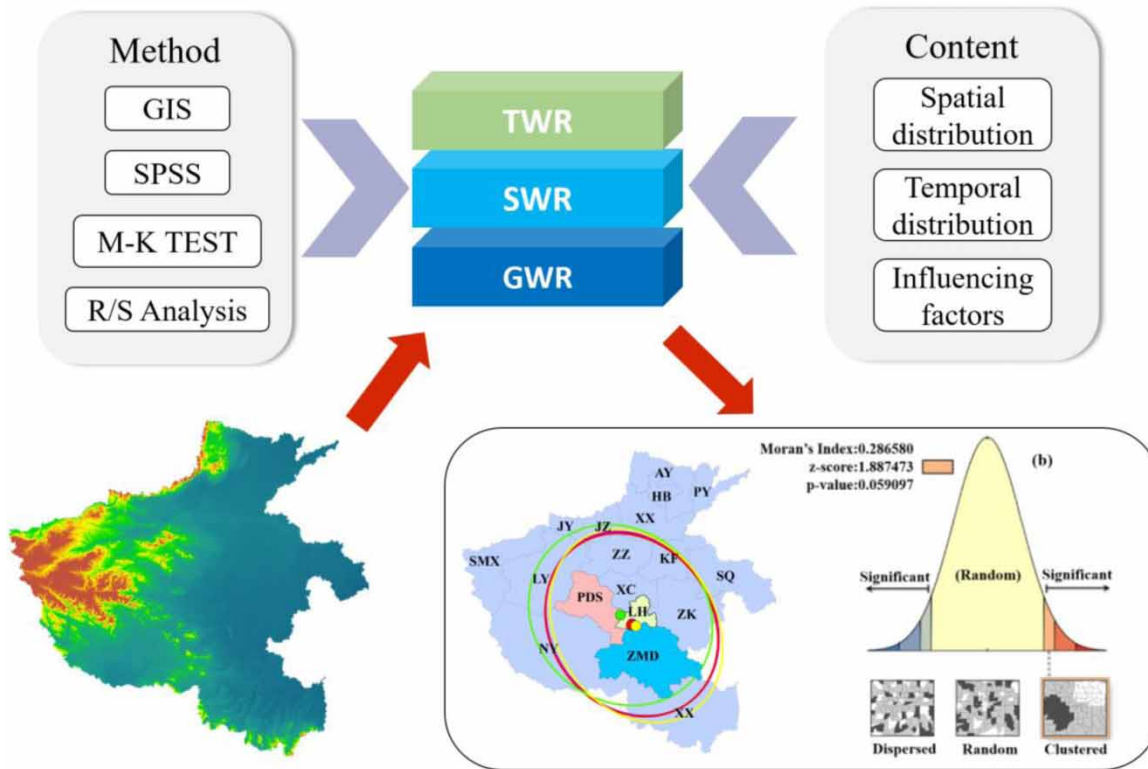 Method
GIS
SPSS
M-K TEST
R/S Analysis
TWR
SWR
GWR
Content
Spatial
distribution
Temporal
distribution
Influencing
factors
AY
HB
PY
XX
JY
JZ
SMX
ZZ
KF
LY
SQ
XC
PDS
LH
ZK
NY
ZMD
XX
Moran's Index:0.286580
z-score:1.887473
p-value:0.059097
(b)
Significant
(Random)
Significant
Dispersed
Random
Clustered